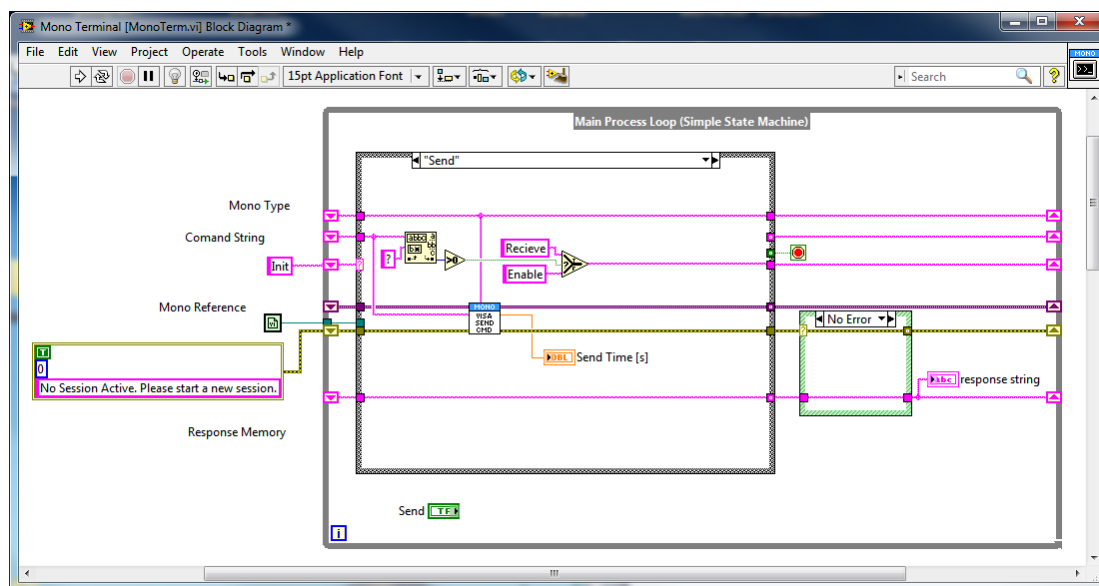 Mono Terminal [MonoTerm.vi] Block Diagram *
File Edit View Project Operate Tools Window Help
15pt Application Font
Search
MONO
Main Process Loop (Simple State Machine)
"Send"
Mono Type
Comand String
Init
?
Recieve
Enable
>0
?
Mono Reference
MONO
VISA
SEND
CMD
No Error
?
T
0
No Session Active. Please start a new session.
DBL
Send Time [s]
abc
response string
Response Memory
Send
TF
i